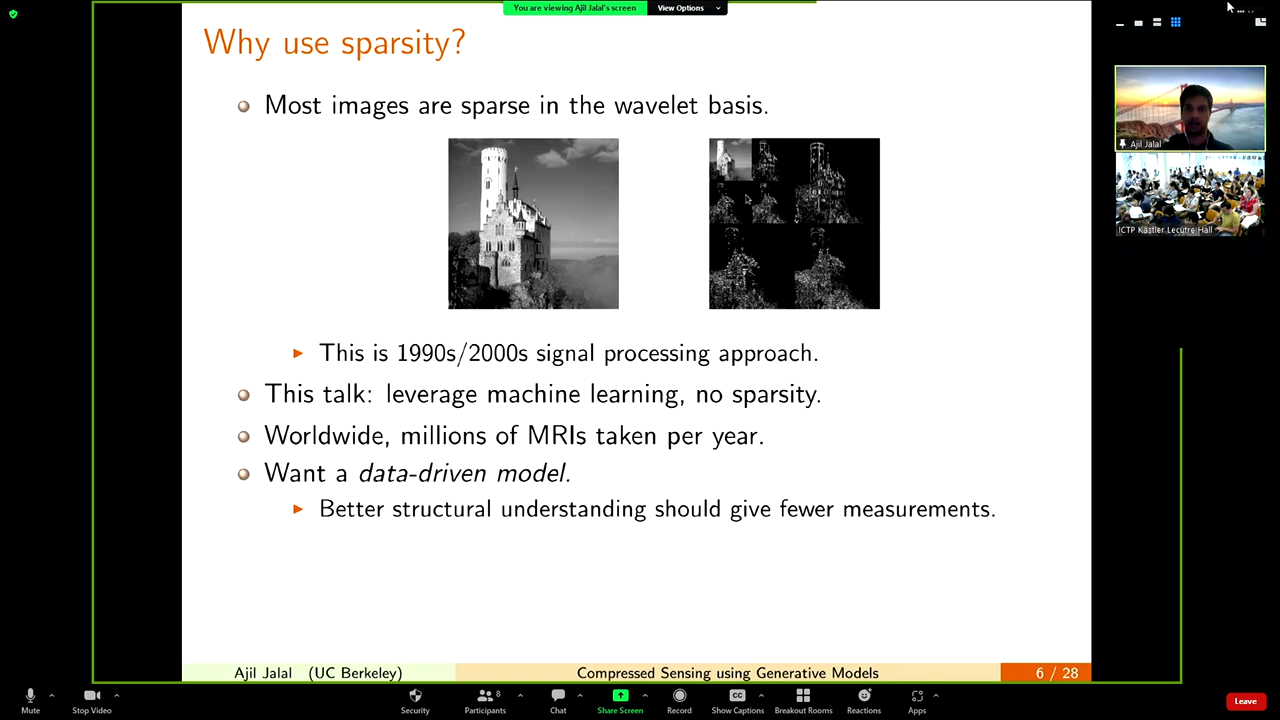 You are viewing Ajil Jalal's screen
View Options
Why use sparsity?
Most images are sparse in the wavelet basis.
This is 1990s/2000s signal processing approach.
This talk: leverage machine learning, no sparsity.
Worldwide, millions of MRIs taken per year.
Want a data-driven model.
Better structural understanding should give fewer measurements.
Ajil Jalal (UC Berkeley)
Compressed Sensing using Generative Models
6 / 28
Ajil Jalal
ICTP Kastler Lecutre Hall
Mute
Stop Video
Security
Participants
8
Chat
Share Screen
Record
Show Captions
Breakout Rooms
Reactions
Apps
Leave